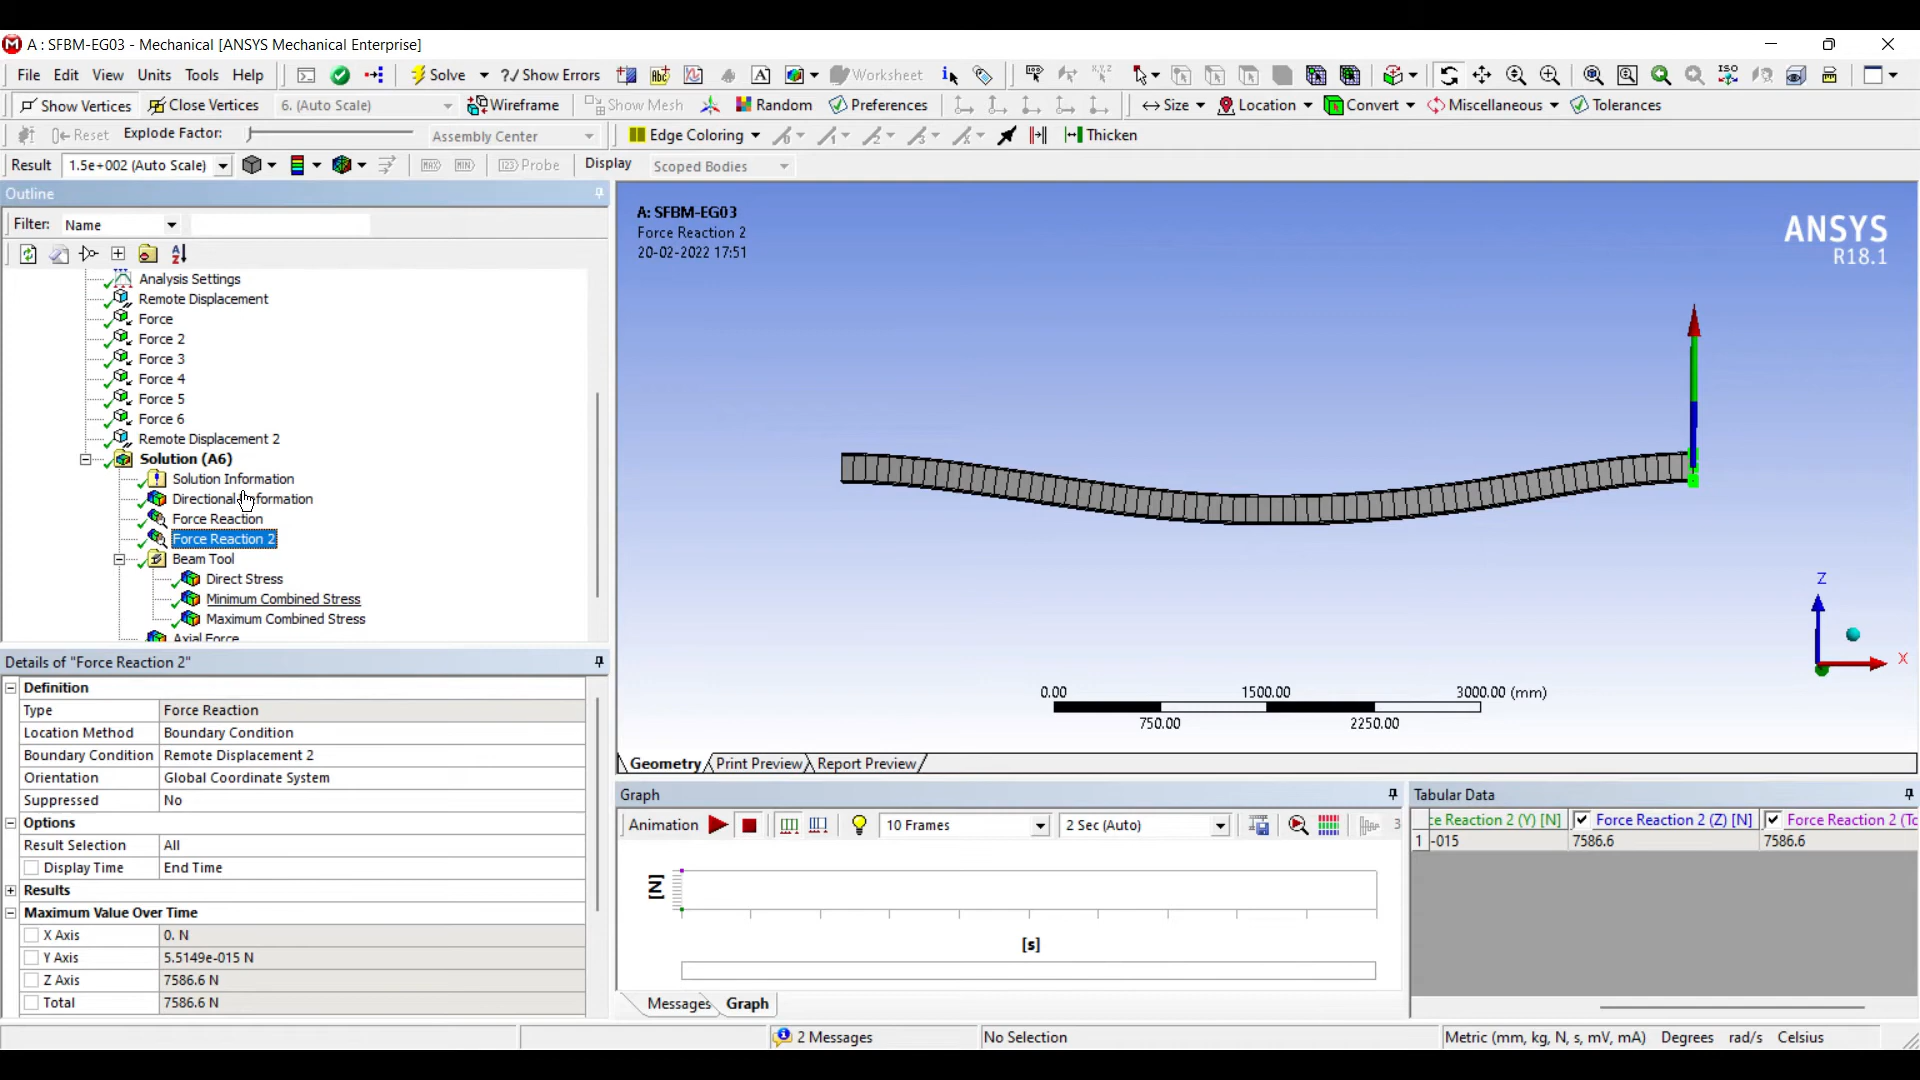 A : SFBM-EG03 - Mechanical [ANSYS Mechanical Enterprise]
File Edit View Units Tools Help Solve ?/ Show Errors Worksheet
Show Vertices Close Vertices 6. (Auto Scale) Wireframe Show Mesh Random Preferences Size Location Convert Miscellaneous Tolerances
Reset Explode Factor: Assembly Center Edge Coloring Thicken
Result 1.5e+002 (Auto Scale) MAX MIN Probe Display Scoped Bodies
Outline
Filter: Name
Analysis Settings
Remote Displacement
Force
Force 2
Force 3
Force 4
Force 5
Force 6
Remote Displacement 2
Solution (A6)
Solution Information
Directional formation
Force Reaction
Force Reaction 2
Beam Tool
Direct Stress
Minimum Combined Stress
Maximum Combined Stress
Axial Force
Details of "Force Reaction 2"
Definition
Type Force Reaction
Location Method Boundary Condition
Boundary Condition Remote Displacement 2
Orientation Global Coordinate System
Suppressed No
Options
Result Selection All
Display Time End Time
Results
Maximum Value Over Time
X Axis 0. N
Y Axis 5.5149e-015 N
Z Axis 7586.6 N
Total 7586.6 N
A: SFBM-EG03
Force Reaction 2
20-02-2022 17:51
ANSYS
R18.1
Z
X
0.00 1500.00 3000.00 (mm)
750.00 2250.00
Geometry Print Preview Report Preview
Graph
Animation 10 Frames 2 Sec (Auto) 3
[N]
[s]
Messages Graph
Tabular Data
ce Reaction 2 (Y) [N] Force Reaction 2 (Z) [N] Force Reaction 2 (Tc
1 -015 7586.6 7586.6
2 Messages No Selection Metric (mm, kg, N, s, mV, mA) Degrees rad/s Celsius